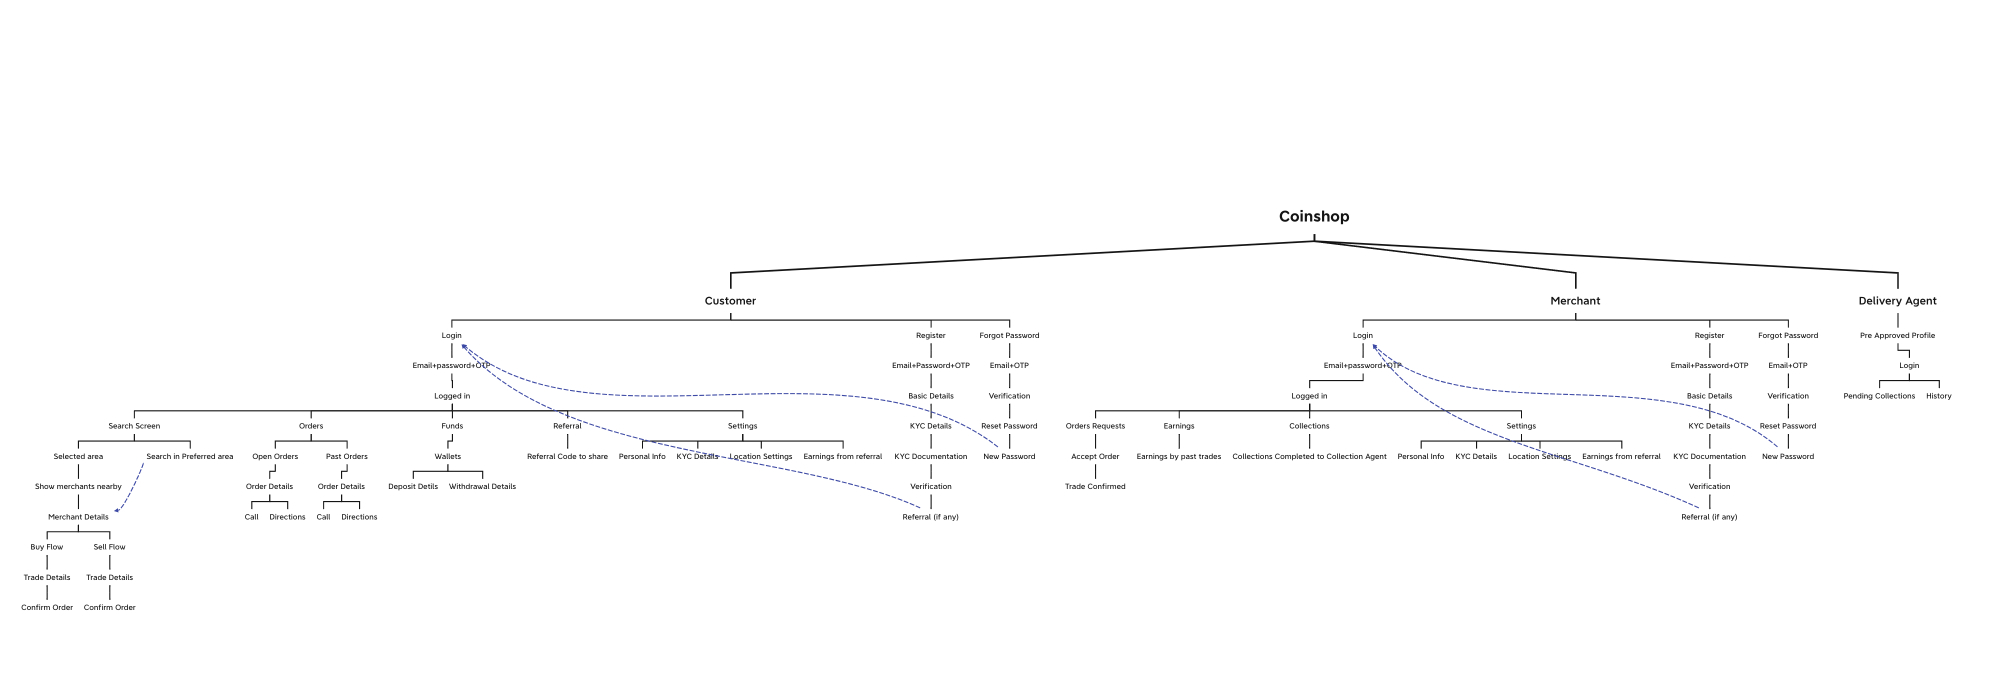 Coinshop
Customer
Merchant
Delivery Agent
Login
Register
Forgot Password
Login
Register
Forgot Password
Pre Approved Profile
Email+password+OTP
Email+Password+OTP
Email+OTP
Email+password+OTP
Email+Password+OTP
Email+OTP
Login
Logged in
Basic Details
Verification
Logged in
Basic Details
Verification
Pending Collections
History
Search Screen
Orders
Funds
Referral
Settings
KYC Details
Reset Password
Orders Requests
Earnings
Collections
Settings
KYC Details
Reset Password
Selected area
Search in Preferred area
Open Orders
Past Orders
Wallets
Referral Code to share
Personal Info
KYC Details
Location Settings
Earnings from referral
KYC Documentation
New Password
Accept Order
Earnings by past trades
Collections Completed to Collection Agent
Personal Info
KYC Details
Location Settings
Earnings from referral
KYC Documentation
New Password
Show merchants nearby
Order Details
Order Details
Deposit Detils
Withdrawal Details
Verification
Trade Confirmed
Verification
Merchant Details
Call
Directions
Call
Directions
Referral (if any)
Referral (if any)
Buy Flow
Sell Flow
Trade Details
Trade Details
Confirm Order
Confirm Order